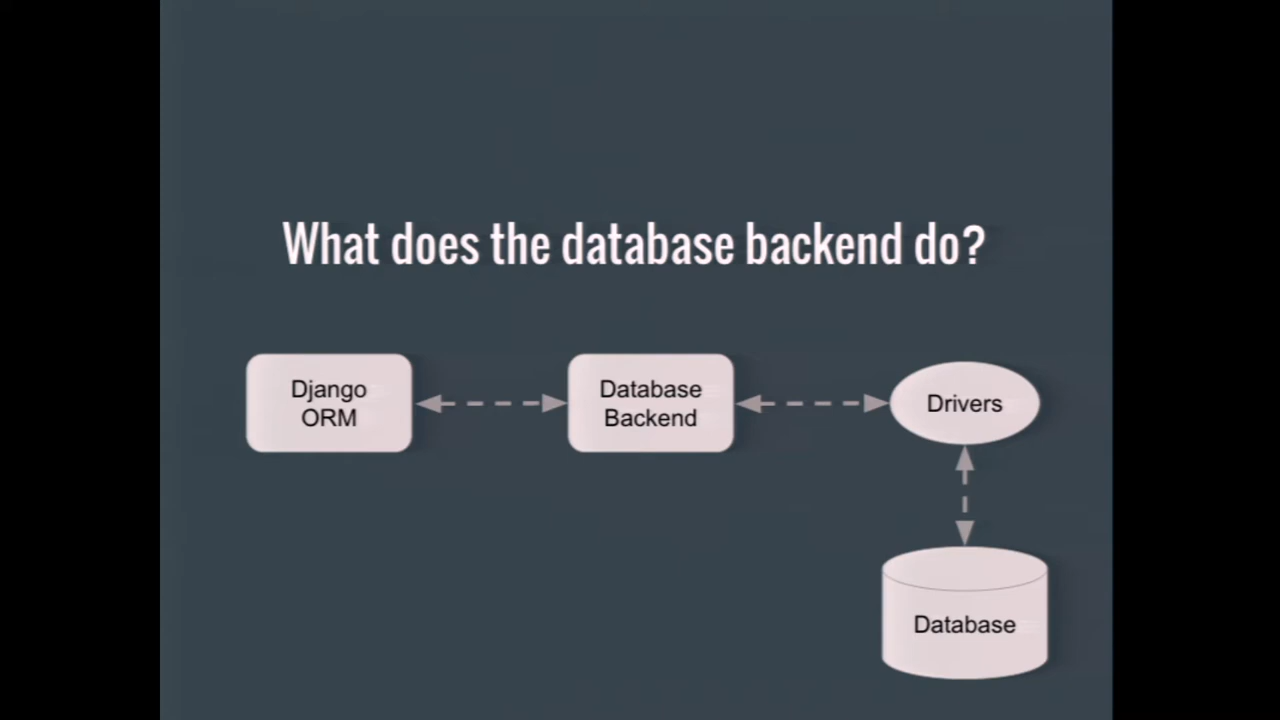 What does the database backend do?
Django
ORM
Database
Backend
Drivers
Database